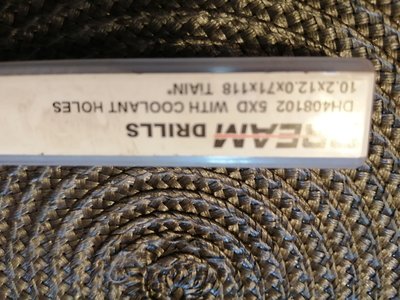 REAM DRILLS
DH408102 5XD WITH COOLANT HOLES
10.2x12.0x71x118 TiAlN"